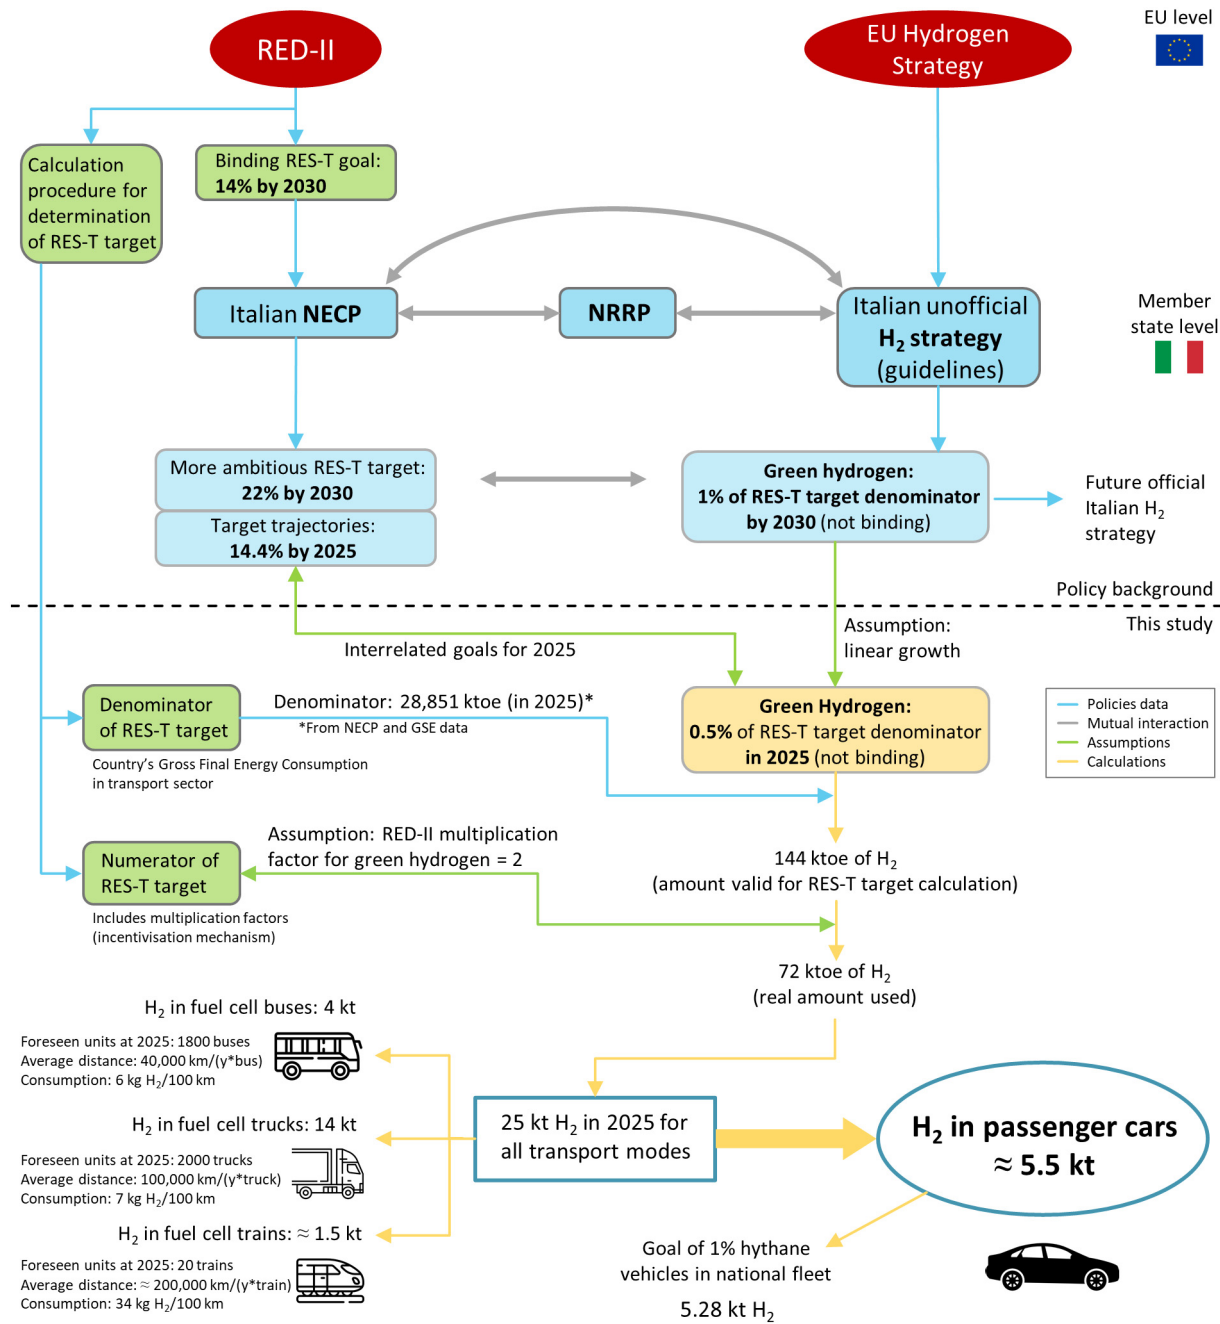 RED-II
EU Hydrogen
Strategy
EU level
Calculation
procedure for
determination
of RES-T target
Binding RES-T goal:
14% by 2030
Italian NECP
NRRP
Italian unofficial
H₂ strategy
(guidelines)
Member
state level
More ambitious RES-T target:
22% by 2030
Target trajectories:
14.4% by 2025
Green hydrogen:
1% of RES-T target denominator
by 2030 (not binding)
Future official
Italian H₂
strategy
Policy background
This study
Assumption:
linear growth
Interrelated goals for 2025
Denominator
of RES-T target
Country's Gross Final Energy Consumption
in transport sector
Denominator: 28,851 ktoe (in 2025)*
*From NECP and GSE data
Green Hydrogen:
0.5% of RES-T target denominator
in 2025 (not binding)
Policies data
Mutual interaction
Assumptions
Calculations
Assumption: RED-II multiplication
factor for green hydrogen = 2
Numerator of
RES-T target
Includes multiplication factors
(incentivisation mechanism)
144 ktoe of H₂
(amount valid for RES-T target calculation)
72 ktoe of H₂
(real amount used)
H₂ in fuel cell buses: 4 kt
Foreseen units at 2025: 1800 buses
Average distance: 40,000 km/(y*bus)
Consumption: 6 kg H₂/100 km
H₂ in fuel cell trucks: 14 kt
Foreseen units at 2025: 2000 trucks
Average distance: 100,000 km/(y*truck)
Consumption: 7 kg H₂/100 km
H₂ in fuel cell trains: ≈ 1.5 kt
Foreseen units at 2025: 20 trains
Average distance: ≈ 200,000 km/(y*train)
Consumption: 34 kg H₂/100 km
25 kt H₂ in 2025 for
all transport modes
H₂ in passenger cars
≈ 5.5 kt
Goal of 1% hythane
vehicles in national fleet
5.28 kt H₂